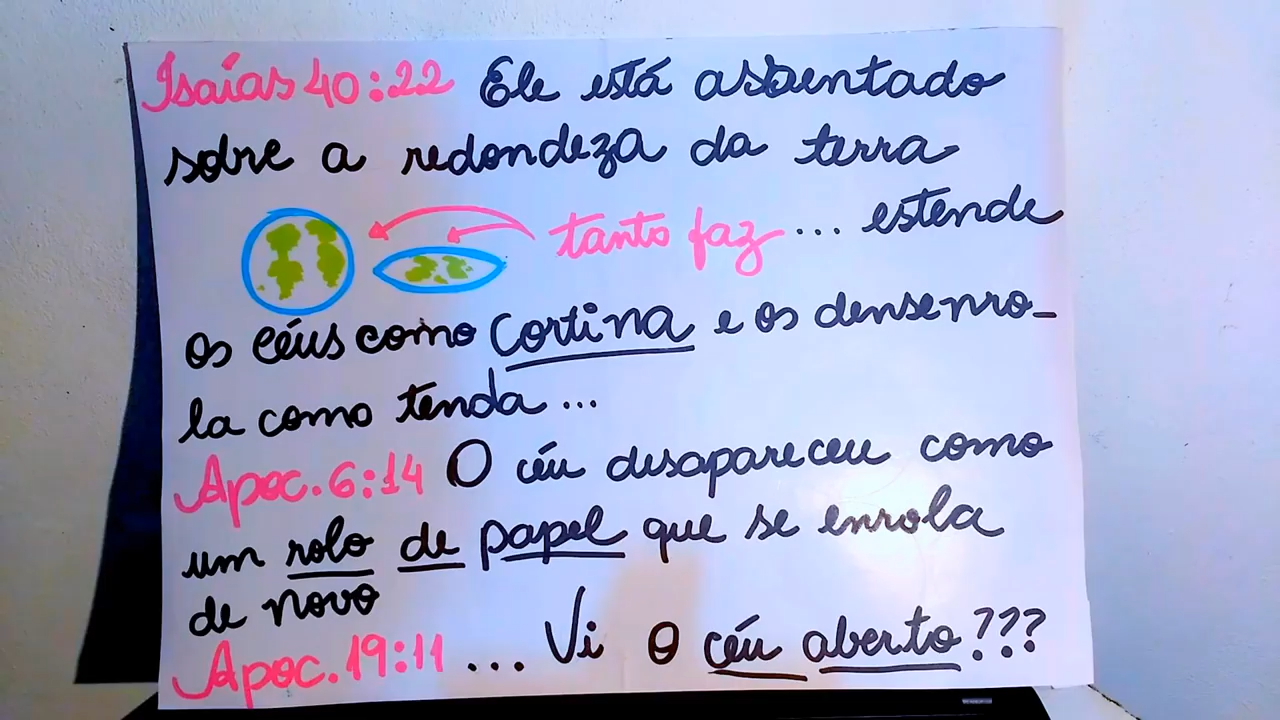 Isaías 40:22 Ele está assentado
sobre a redondeza da terra
tanto faz ... estende
os céus como cortina e os densenro_
la como tenda ...
Apoc. 6:14 O céu desapareceu como
um rolo de papel que se enrola
de novo
Apoc. 19:11 ... Vi o céu aberto???